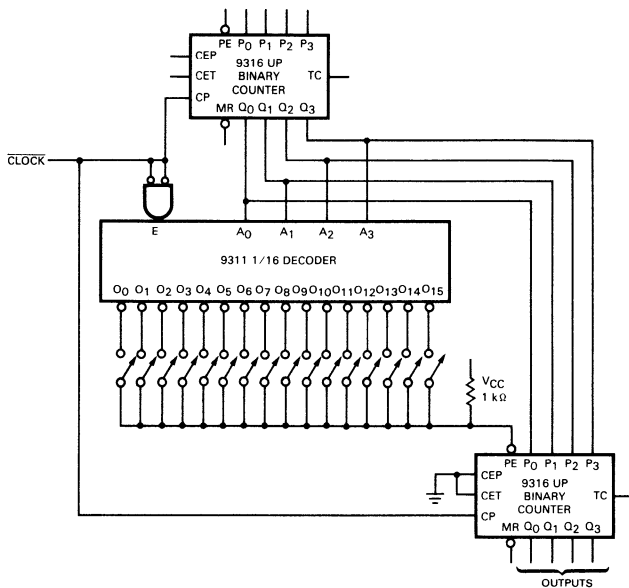 PE P0 P1 P2 P3
CEP
9316 UP
CET
BINARY
TC
COUNTER
CP
MR Q0 Q1 Q2 Q3
CLOCK
E A0 A1 A2 A3
9311 1/16 DECODER
O0 O1 O2 O3 O4 O5 O6 O7 O8 O9 O10 O11 O12 O13 O14 O15
VCC
1 kΩ
PE P0 P1 P2 P3
CEP
9316 UP
CET
BINARY
TC
COUNTER
CP
MR Q0 Q1 Q2 Q3
OUTPUTS